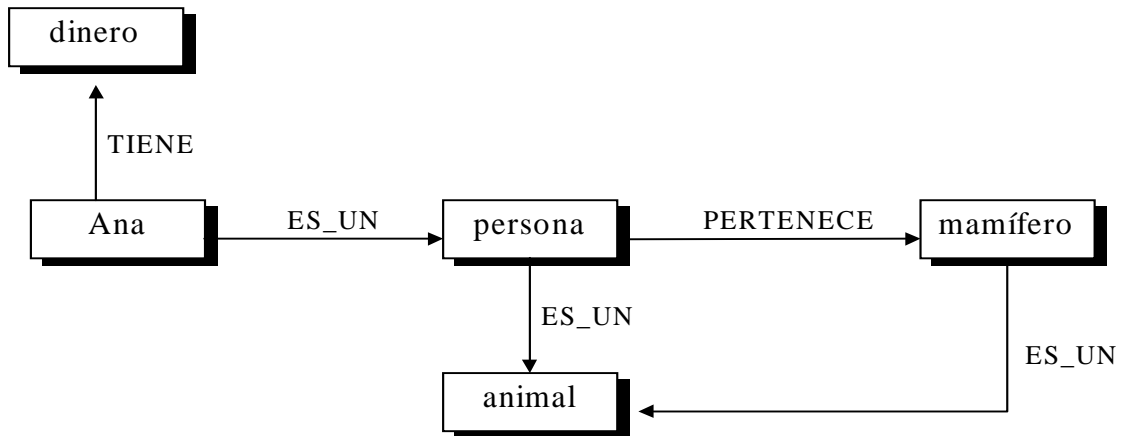 dinero
TIENE
Ana
ES_UN
persona
PERTENECE
mamífero
ES_UN
ES_UN
animal